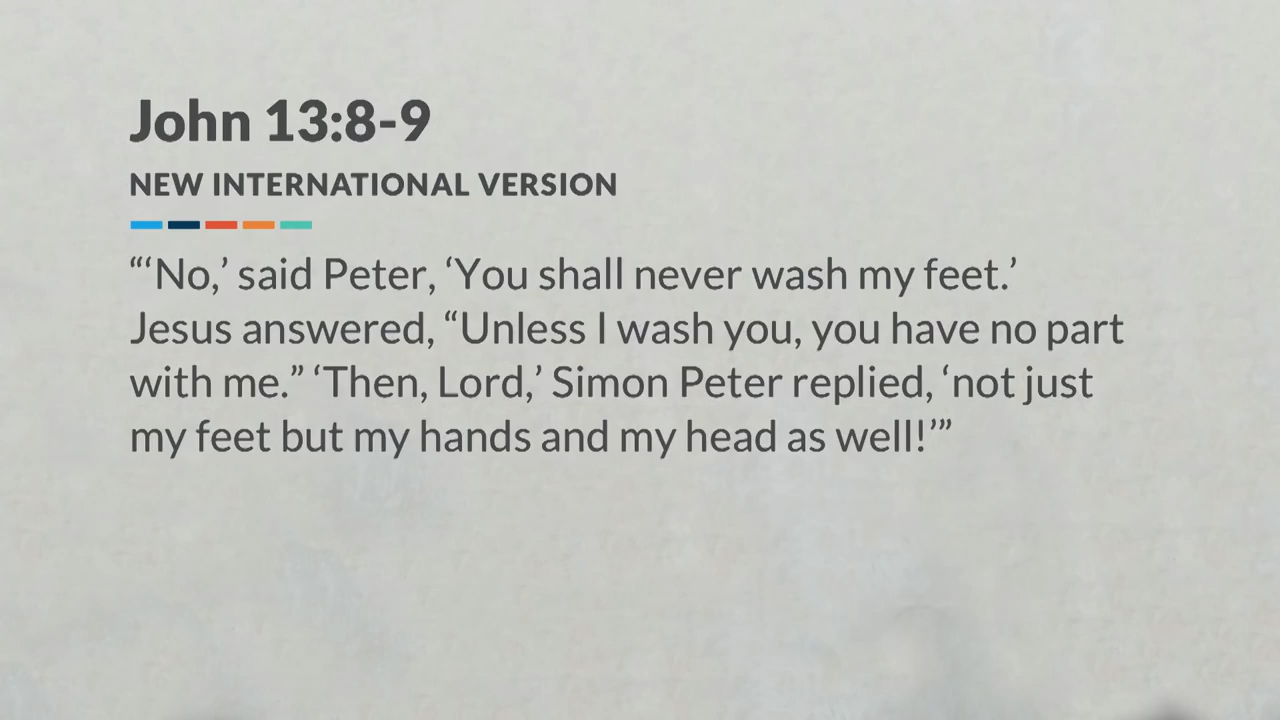 John 13:8-9
NEW INTERNATIONAL VERSION
“‘No,’ said Peter, ‘You shall never wash my feet.’
Jesus answered, “Unless I wash you, you have no part
with me.” ‘Then, Lord,’ Simon Peter replied, ‘not just
my feet but my hands and my head as well!’”